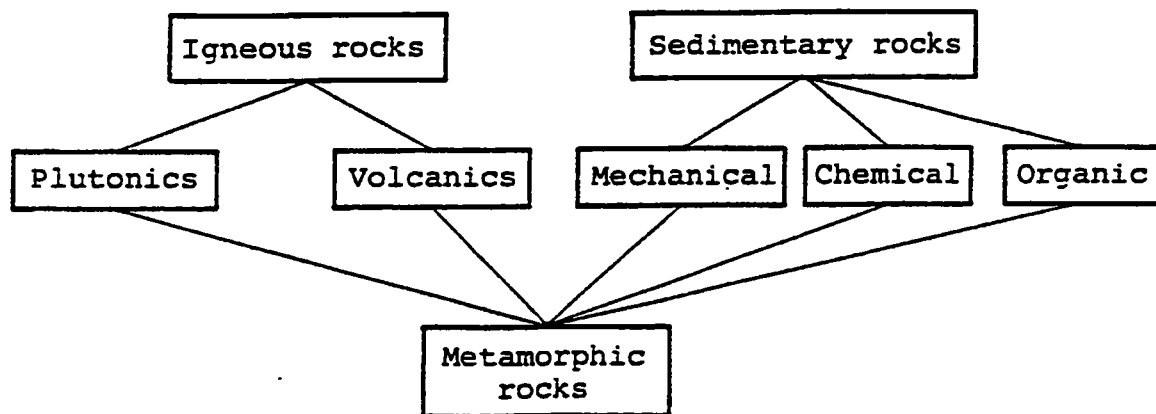 Igneous rocks
Sedimentary rocks
Plutonics
Volcanics
Mechanical
Chemical
Organic
Metamorphic
rocks